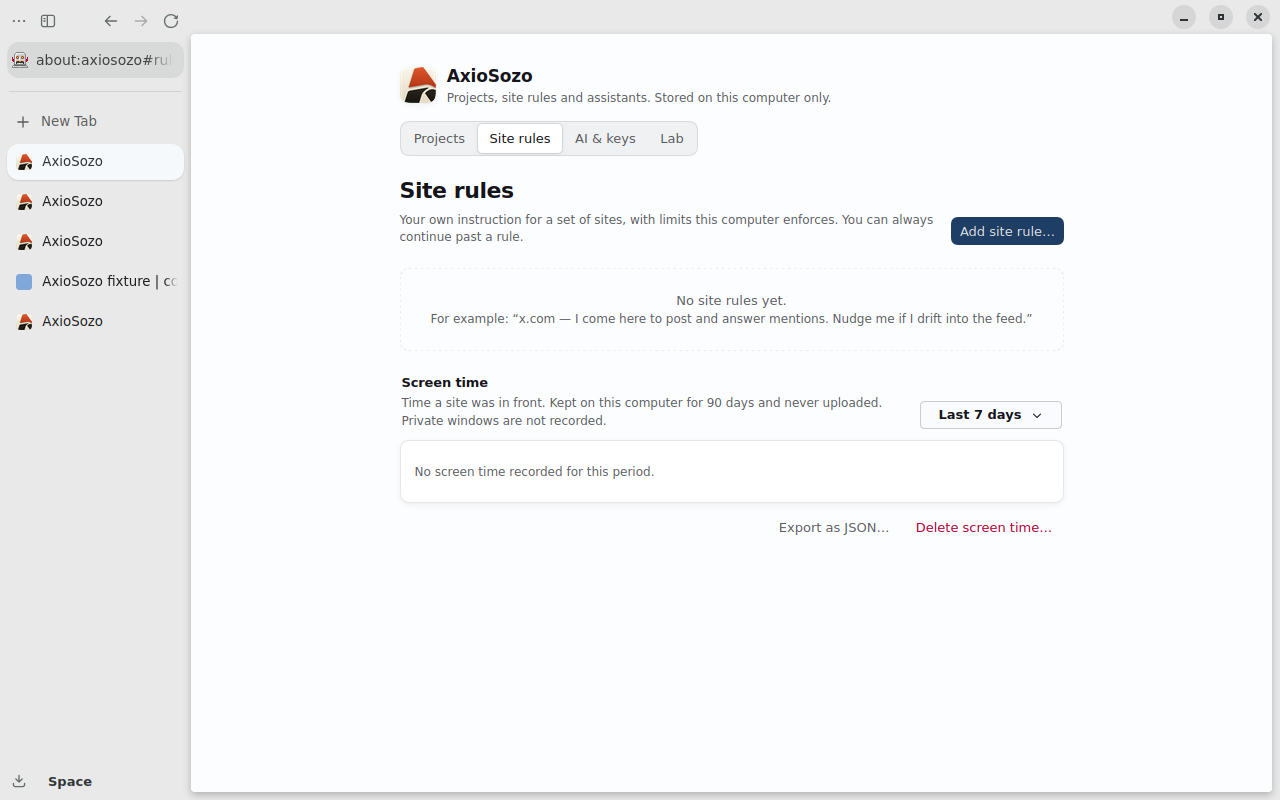 about:axiosozo#rul
New Tab
AxioSozo
AxioSozo
AxioSozo
AxioSozo fixture | co
AxioSozo
Space
AxioSozo
Projects, site rules and assistants. Stored on this computer only.
Projects
Site rules
AI & keys
Lab
Site rules
Your own instruction for a set of sites, with limits this computer enforces. You can always
continue past a rule.
Add site rule…
No site rules yet.
For example: “x.com — I come here to post and answer mentions. Nudge me if I drift into the feed.”
Screen time
Time a site was in front. Kept on this computer for 90 days and never uploaded.
Private windows are not recorded.
Last 7 days
No screen time recorded for this period.
Export as JSON…
Delete screen time…